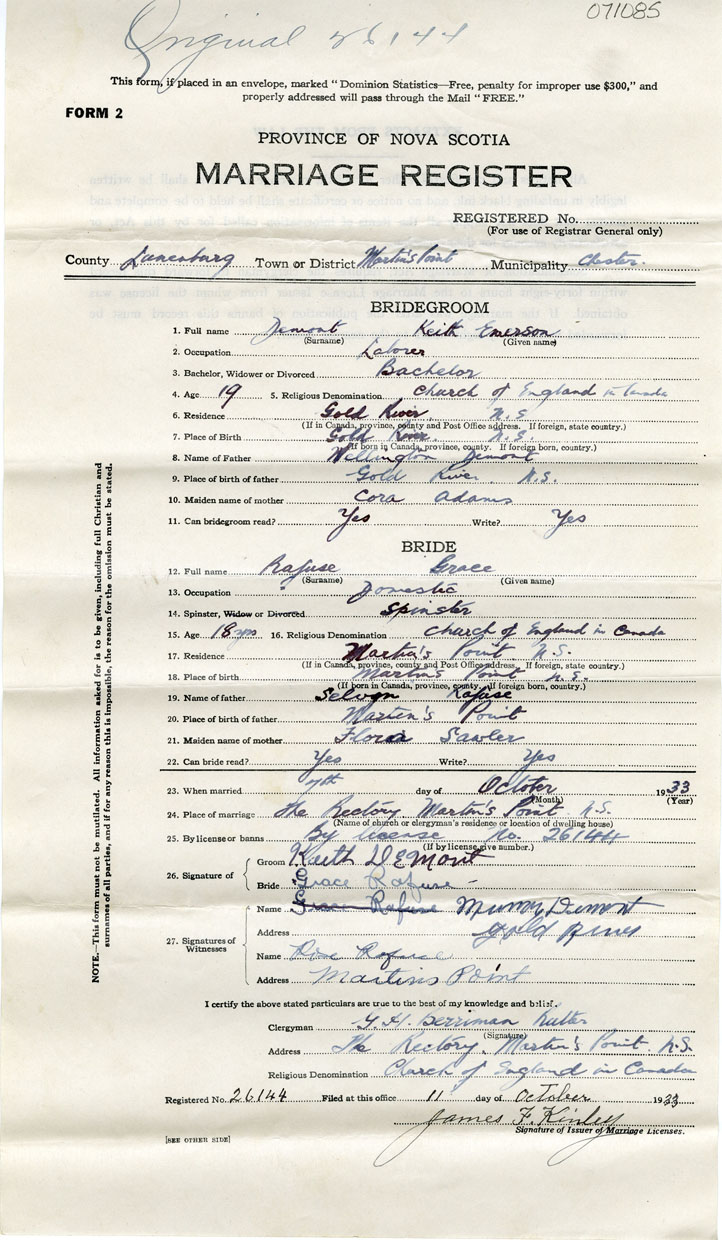 071085
Original 26144
This form, if placed in an envelope, marked "Dominion Statistics—Free, penalty for improper use $300," and
properly addressed will pass through the Mail "FREE."
FORM 2
PROVINCE OF NOVA SCOTIA
MARRIAGE REGISTER
REGISTERED No.
(For use of Registrar General only)
County Lunenburg Town or District Martin's Point Municipality Chester.
BRIDEGROOM
1. Full name Demont Keith Emerson
(Surname) (Given name)
2. Occupation Laborer
3. Bachelor, Widower or Divorced Bachelor
4. Age 19 5. Religious Denomination Church of England in Canada
6. Residence Gold River, N.S.
(If in Canada, province, county and Post Office address. If foreign, state country.)
7. Place of Birth Gold River. N.S.
(If born in Canada, province, county. If foreign born, country.)
8. Name of Father Wellington Demont
9. Place of birth of father Gold River. N.S.
10. Maiden name of mother Cora Adams
11. Can bridegroom read? Yes Write? Yes
BRIDE
12. Full name Rafuse Grace
(Surname) (Given name)
13. Occupation Domestic
14. Spinster, Widow or Divorced. Spinster
15. Age 18 yrs 16. Religious Denomination Church of England in Canada
17. Residence Martin's Point N.S.
(If in Canada, province, county and Post Office address. If foreign, state country.)
18. Place of birth Martin's Point N.S.
(If born in Canada, province, county. If foreign born, country.)
19. Name of father Selvyn Rafuse
20. Place of birth of father Martin's Point
21. Maiden name of mother Flora Sawler
22. Can bride read? Yes Write? Yes
23. When married 7th day of October 1933
(Month) (Year)
24. Place of marriage The Rectory, Martin's Point N.S.
(Name of church or clergyman's residence or location of dwelling house)
25. By license or banns By license no. 26144
(If by license, give number.)
26. Signature of Groom Keith DEMont
Bride Grace Rafuse
27. Signatures of Witnesses
Name Grace Rafuse Demont
Address Gold River
Name Rafuse
Address Martins Point
I certify the above stated particulars are true to the best of my knowledge and belief.
Clergyman G. H. Berriman
(Signature)
Address The Rectory, Martin's Point. N.S.
Religious Denomination Church of England in Canada
Registered No. 26144 Filed at this office 11 day of October 1933
James F. Kinley
Signature of Issuer of Marriage Licenses.
[SEE OTHER SIDE]
NOTE.—This form must not be mutilated. All information asked for is to be given, including full Christian and
surnames of all parties, and if for any reason this is impossible, the reason for the omission must be stated.